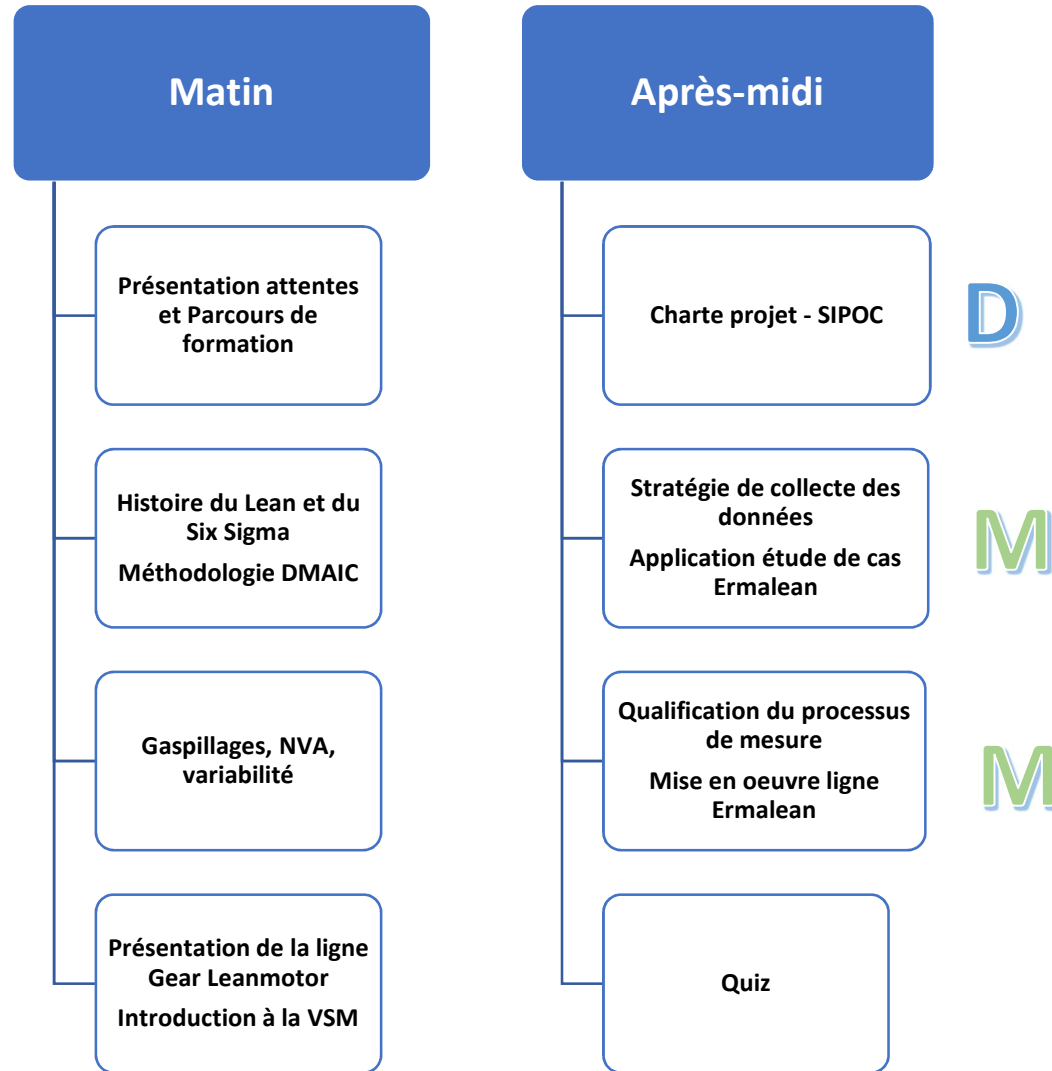 Matin
Présentation attentes
et Parcours de
formation
Histoire du Lean et du
Six Sigma
Méthodologie DMAIC
Gaspillages, NVA,
variabilité
Présentation de la ligne
Gear Leanmotor
Introduction à la VSM
Après-midi
Charte projet - SIPOC
D
Stratégie de collecte des
données
Application étude de cas
Ermalean
M
Qualification du processus
de mesure
Mise en oeuvre ligne
Ermalean
M
Quiz